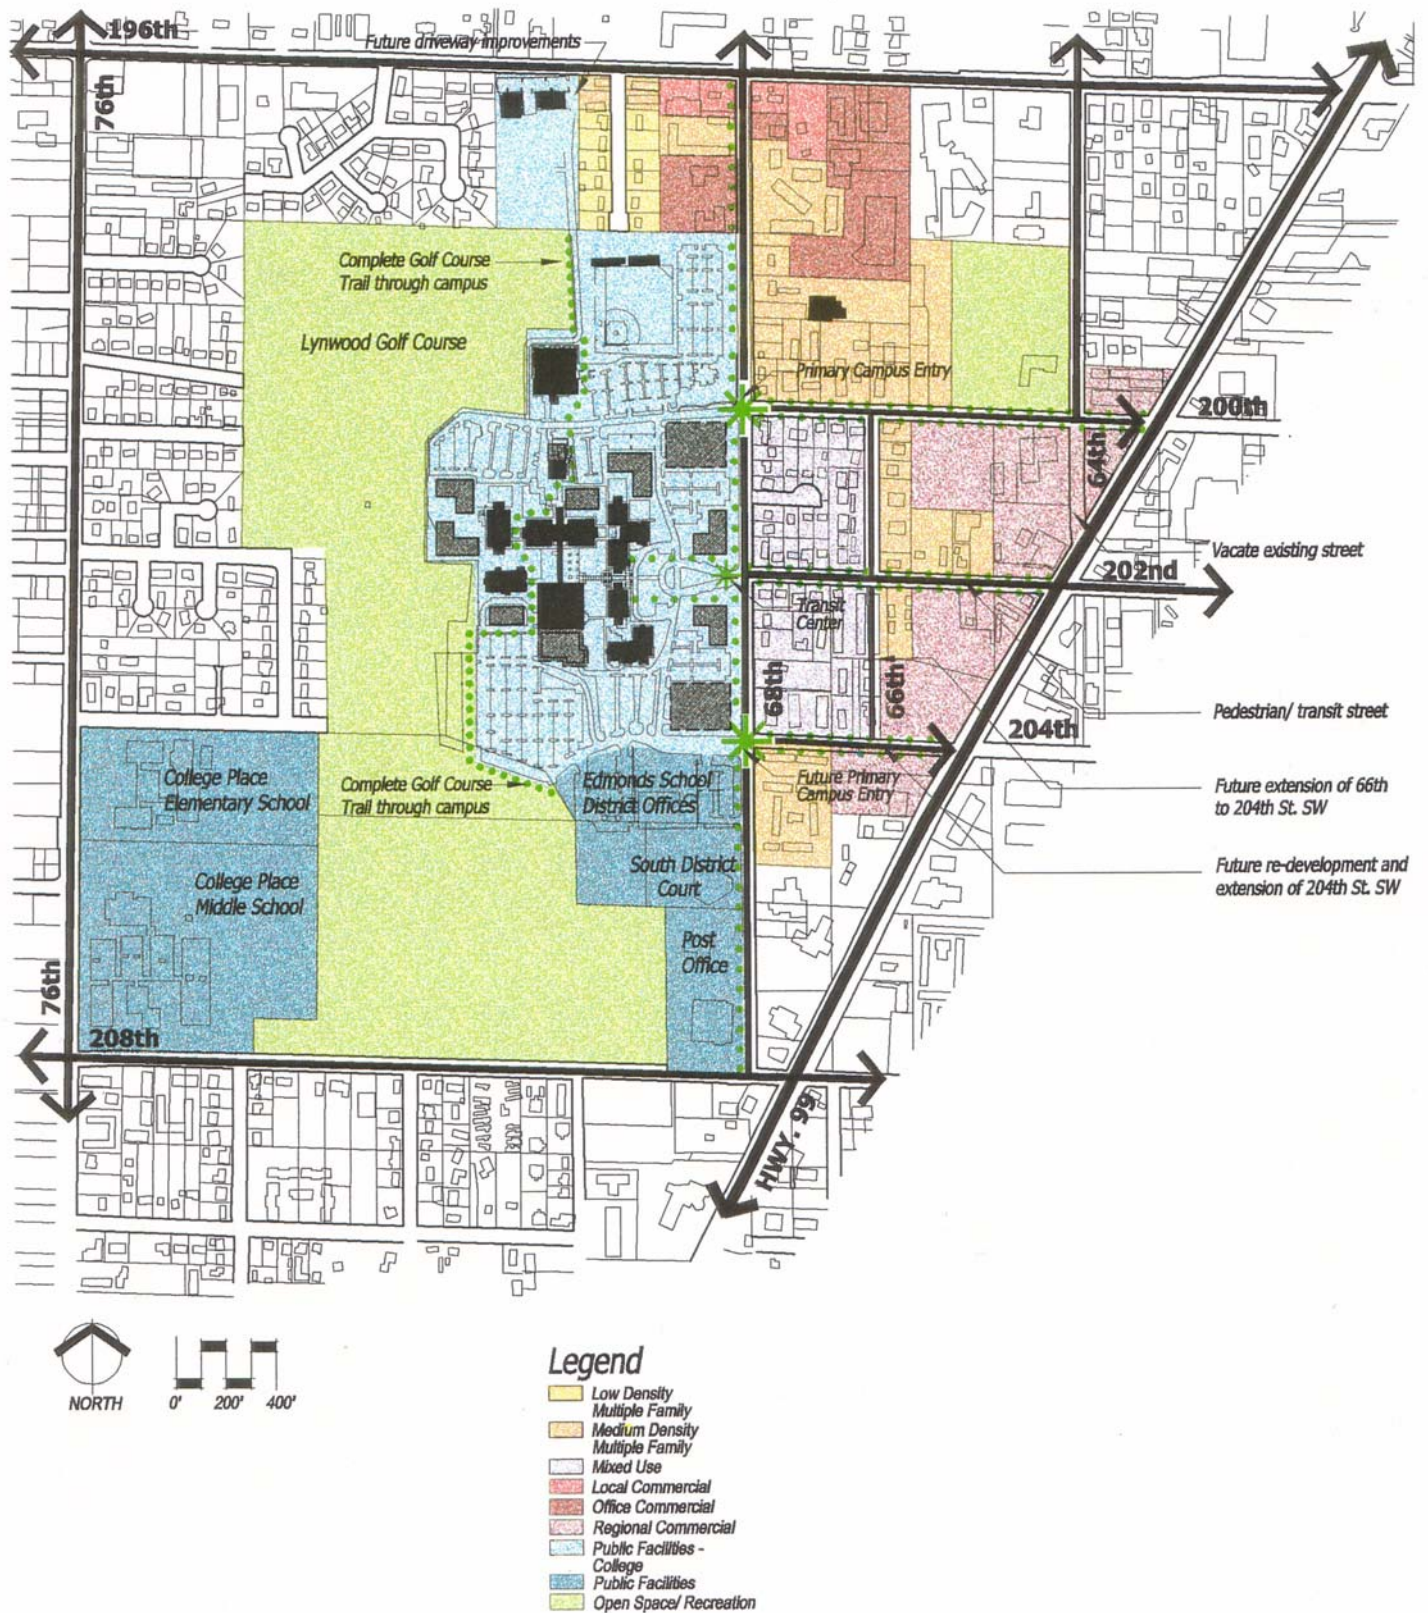 196th
Future driveway improvements
76th
Complete Golf Course
Trail through campus
Lynwood Golf Course
Primary Campus Entry
200th
64th
Vacate existing street
202nd
Transit
Center
68th
66th
Pedestrian/ transit street
204th
College Place
Elementary School
Complete Golf Course
Trail through campus
Edmonds School
District Offices
Future Primary
Campus Entry
Future extension of 66th
to 204th St. SW
South District
Court
Future re-development and
extension of 204th St. SW
College Place
Middle School
Post
Office
76th
208th
HWY. 99
NORTH
0' 200' 400'
Legend
Low Density
Multiple Family
Medium Density
Multiple Family
Mixed Use
Local Commercial
Office Commercial
Regional Commercial
Public Facilities -
College
Public Facilities
Open Space/ Recreation